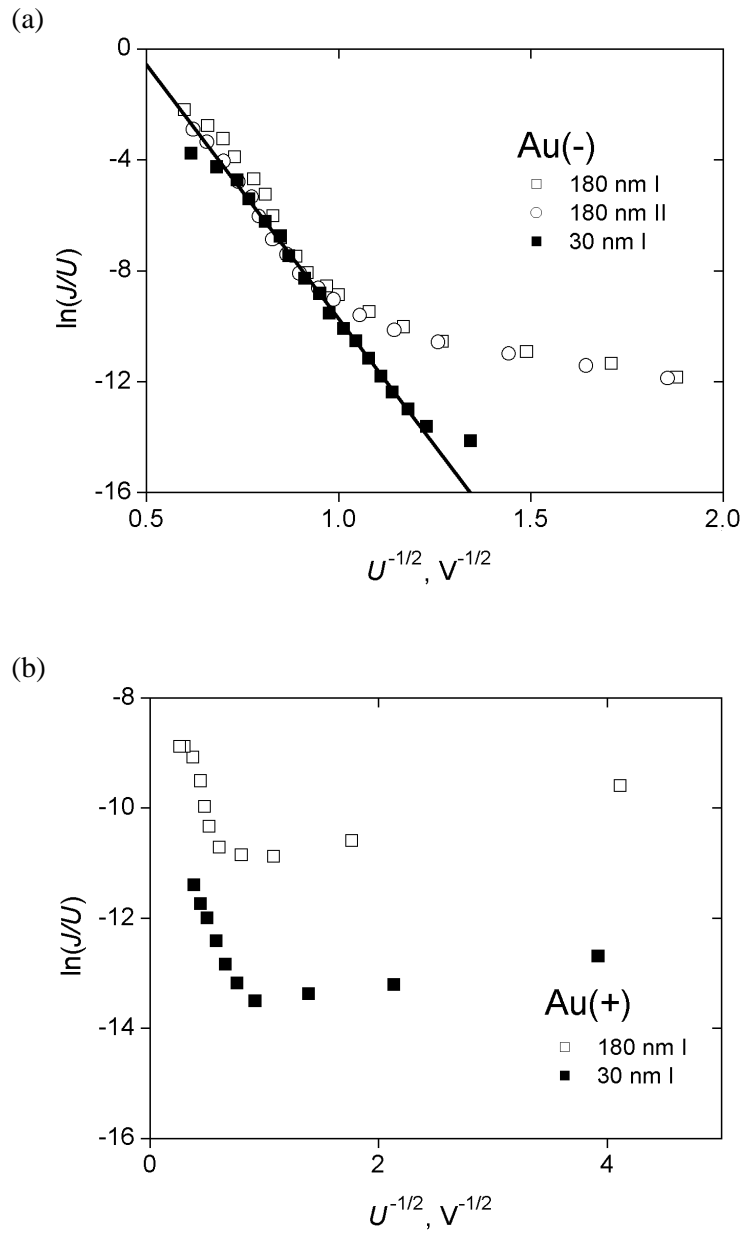 (a)
0
-4
-8
-12
-16
ln(J/U)
Au(-)
180 nm I
180 nm II
30 nm I
0.5
1.0
1.5
2.0
U^-1/2, V^-1/2
(b)
-8
-10
-12
-14
-16
ln(J/U)
Au(+)
180 nm I
30 nm I
0
2
4
U^-1/2, V^-1/2